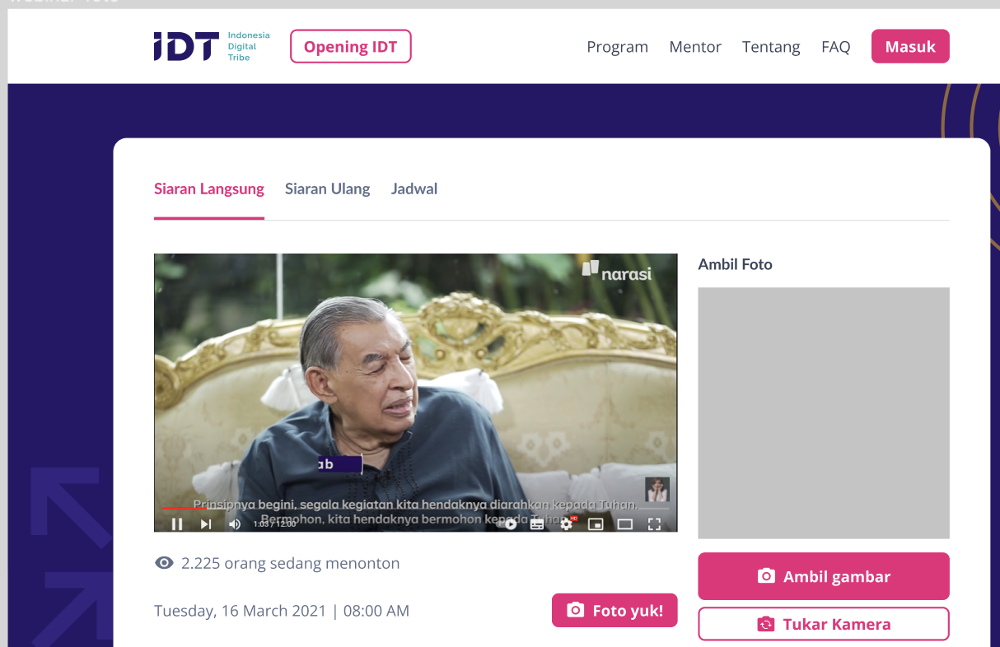 IDT
Indonesia
Digital
Tribe
Opening IDT
Program
Mentor
Tentang
FAQ
Masuk
Siaran Langsung
Siaran Ulang
Jadwal
narasi
ab
Prinsipnya begini, segala kegiatan kita hendaknya diarahkan kepada Tuhan.
Bermohon, kita hendaknya bermohon kepada Tuhan
1:03 / 12:00
HD
Ambil Foto
2.225 orang sedang menonton
Tuesday, 16 March 2021 | 08:00 AM
Foto yuk!
Ambil gambar
Tukar Kamera